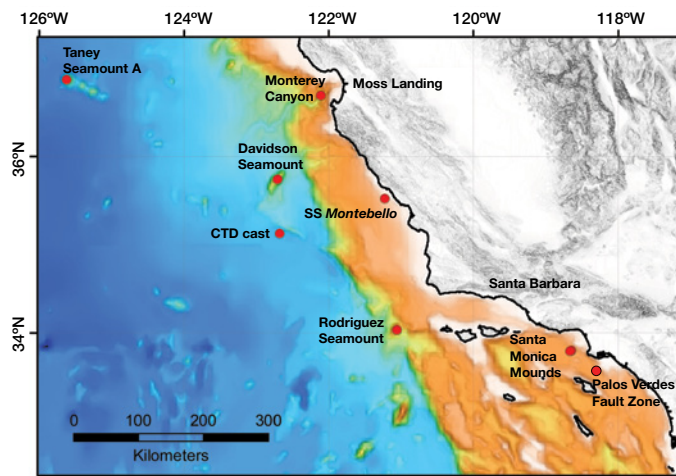 126°W 124°W 122°W 120°W 118°W
Taney
Seamount A
Monterey
Canyon
Moss Landing
36°N
Davidson
Seamount
SS Montebello
CTD cast
Santa Barbara
34°N
Rodriguez
Seamount
Santa
Monica
Mounds
Palos Verdes
Fault Zone
0 100 200 300
Kilometers